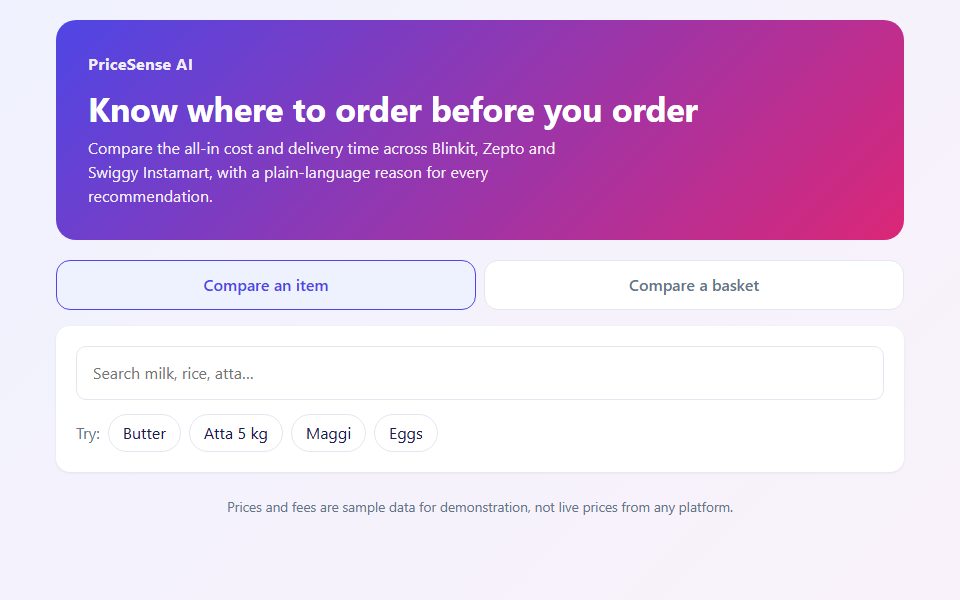 PriceSense AI
Know where to order before you order
Compare the all-in cost and delivery time across Blinkit, Zepto and
Swiggy Instamart, with a plain-language reason for every
recommendation.
Compare an item
Compare a basket
Search milk, rice, atta...
Try: Butter Atta 5 kg Maggi Eggs
Prices and fees are sample data for demonstration, not live prices from any platform.